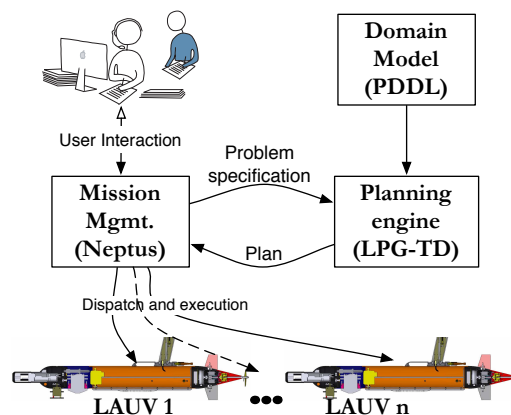 Domain
Model
(PDDL)
User Interaction
Problem
specification
Mission
Mgmt.
(Neptus)
Planning
engine
(LPG-TD)
Plan
Dispatch and execution
LAUV 1
LAUV n